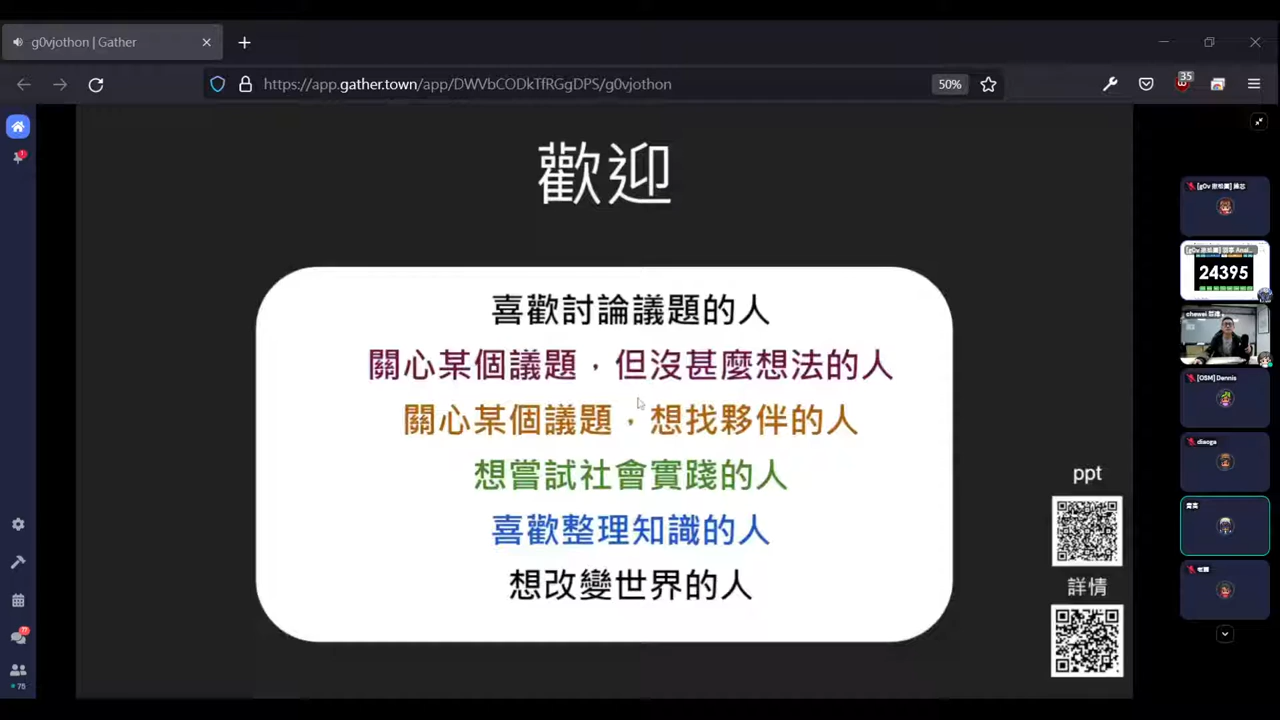 g0vjothon | Gather
https://app.gather.town/app/DWVbCODkTfRGgDPS/g0vjothon
50%
35
歡迎
喜歡討論議題的人
關心某個議題，但沒甚麼想法的人
關心某個議題，想找夥伴的人
想嘗試社會實踐的人
喜歡整理知識的人
想改變世界的人
ppt
詳情
24395
chewei
[OSM] Dennis
77
75